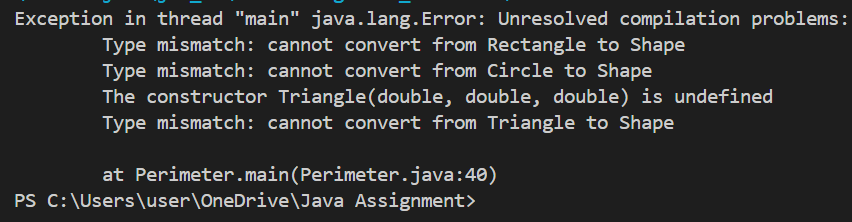 Exception in thread "main" java.lang.Error: Unresolved compilation problems:
Type mismatch: cannot convert from Rectangle to Shape
Type mismatch: cannot convert from Circle to Shape
The constructor Triangle(double, double, double) is undefined
Type mismatch: cannot convert from Triangle to Shape
at Perimeter.main(Perimeter.java:40)
PS C:\Users\user\OneDrive\Java Assignment>